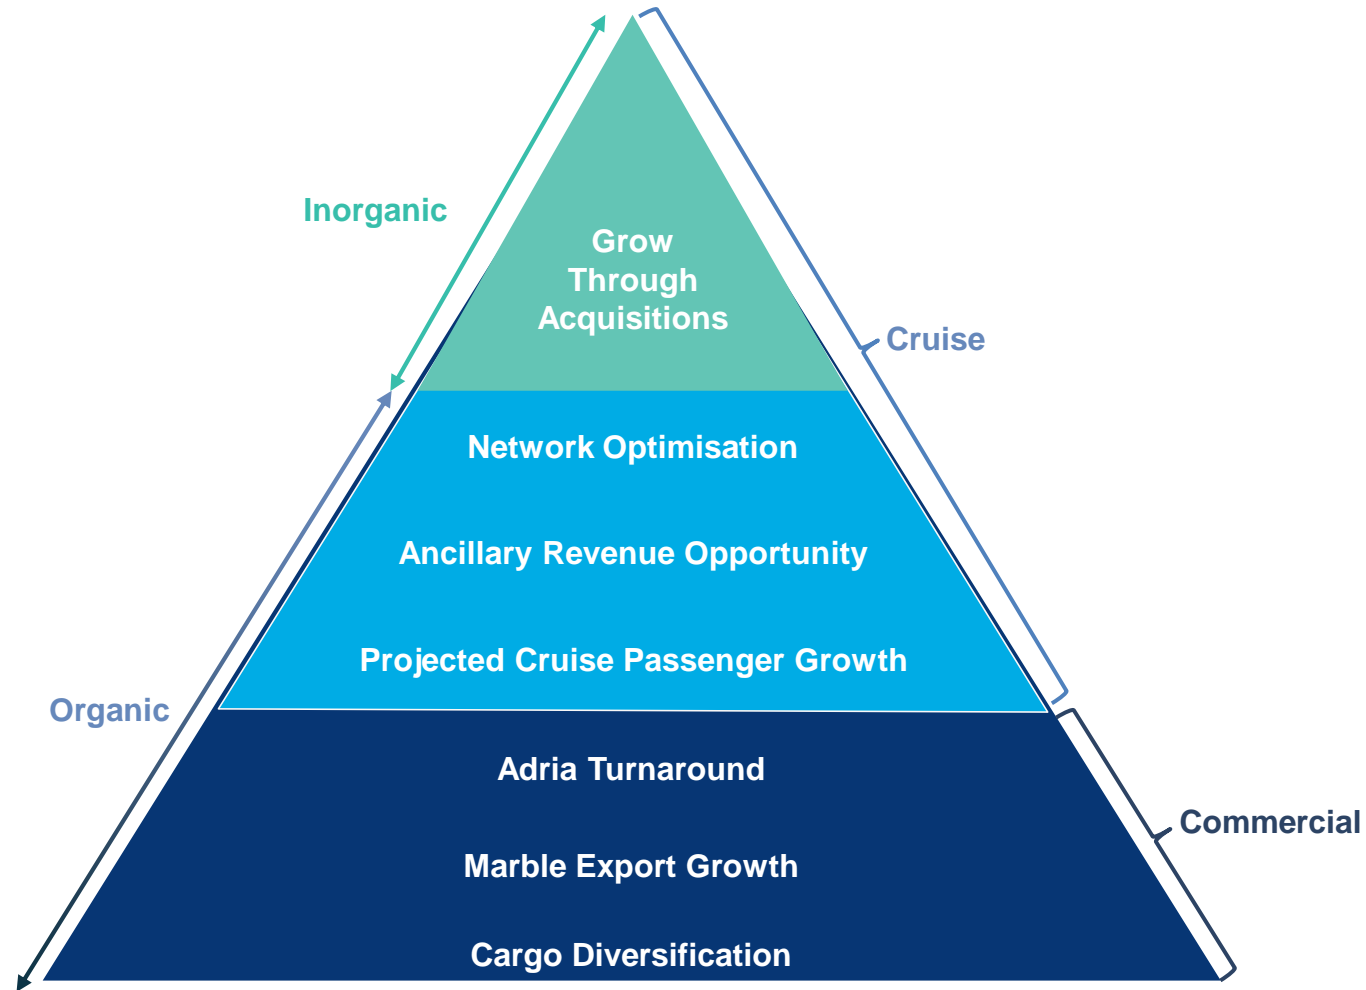 Inorganic
Grow
Through
Acquisitions
Cruise
Network Optimisation
Ancillary Revenue Opportunity
Projected Cruise Passenger Growth
Organic
Adria Turnaround
Commercial
Marble Export Growth
Cargo Diversification